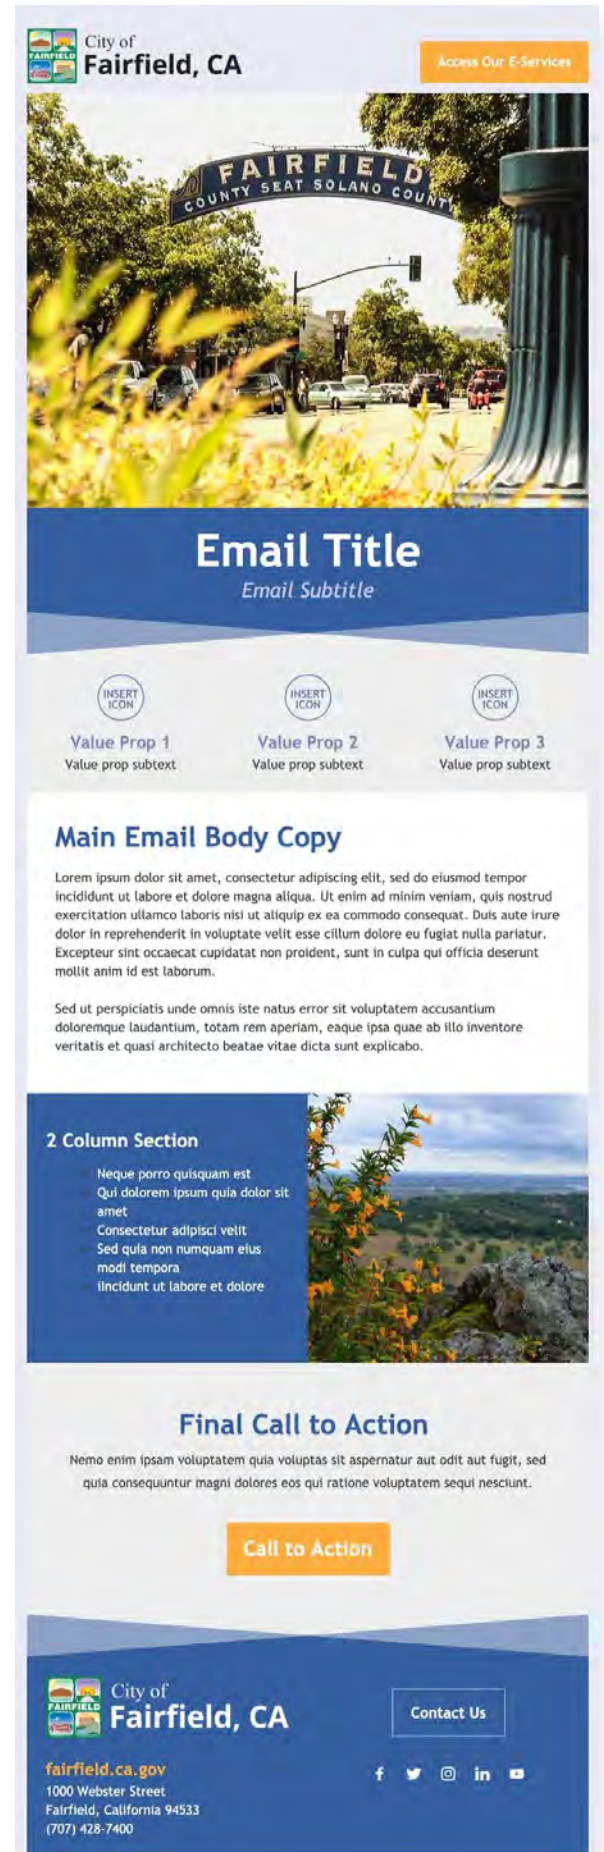 FAIRFIELD
City of
Fairfield, CA
Access Our E-Services
FAIRFIELD
COUNTY SEAT SOLANO COUNTY
Email Title
Email Subtitle
INSERT
ICON
INSERT
ICON
INSERT
ICON
Value Prop 1
Value Prop 2
Value Prop 3
Value prop subtext
Value prop subtext
Value prop subtext
Main Email Body Copy
Lorem ipsum dolor sit amet, consectetur adipiscing elit, sed do eiusmod tempor
incididunt ut labore et dolore magna aliqua. Ut enim ad minim veniam, quis nostrud
exercitation ullamco laboris nisi ut aliquip ex ea commodo consequat. Duis aute irure
dolor in reprehenderit in voluptate velit esse cillum dolore eu fugiat nulla pariatur.
Excepteur sint occaecat cupidatat non proident, sunt in culpa qui officia deserunt
mollit anim id est laborum.
Sed ut perspiciatis unde omnis iste natus error sit voluptatem accusantium
doloremque laudantium, totam rem aperiam, eaque ipsa quae ab illo inventore
veritatis et quasi architecto beatae vitae dicta sunt explicabo.
2 Column Section
Neque porro quisquam est
Qui dolorem ipsum quia dolor sit
amet
Consectetur adipisci velit
Sed quia non numquam eius
modi tempora
iincidunt ut labore et dolore
Final Call to Action
Nemo enim ipsam voluptatem quia voluptas sit aspernatur aut odit aut fugit, sed
quia consequuntur magni dolores eos qui ratione voluptatem sequi nesciunt.
Call to Action
FAIRFIELD
City of
Fairfield, CA
Contact Us
fairfield.ca.gov
1000 Webster Street
Fairfield, California 94533
(707) 428-7400